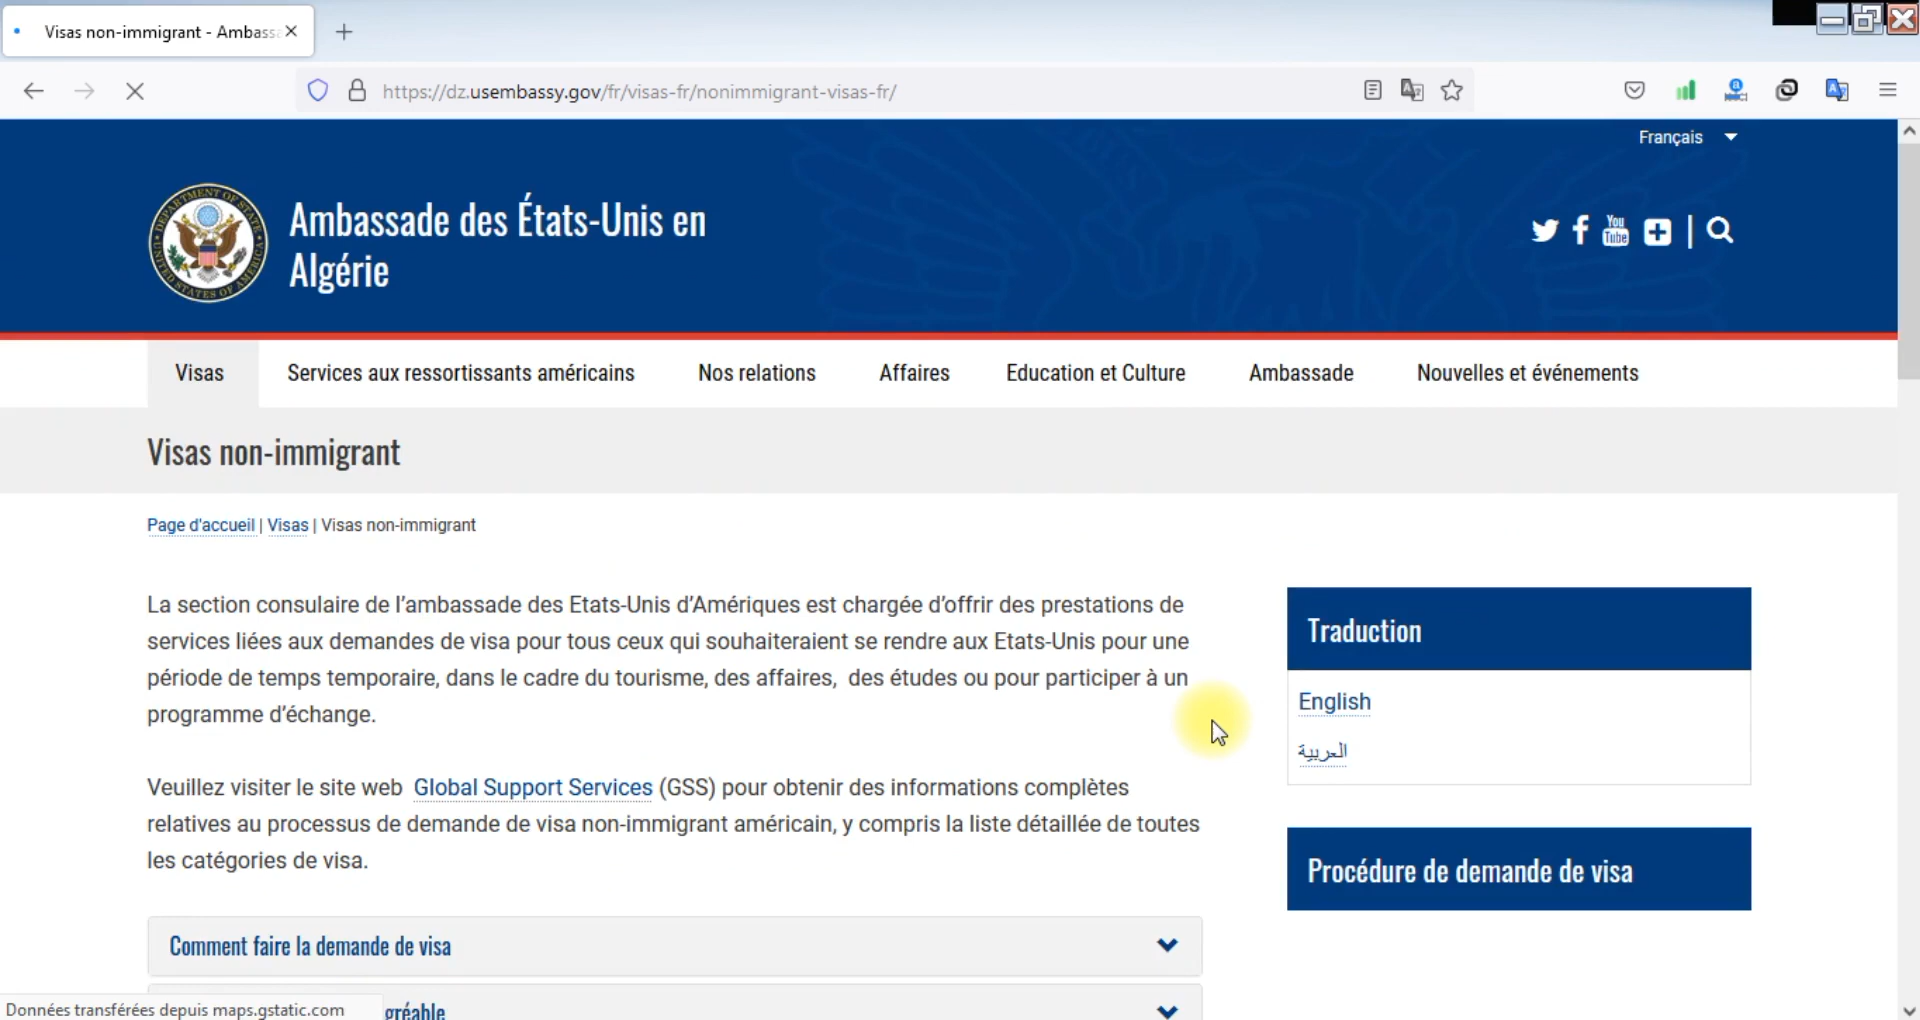 Visas non-immigrant - Ambass
https://dz.usembassy.gov/fr/visas-fr/nonimmigrant-visas-fr/
Français
Ambassade des États-Unis en
Algérie
You
Tube
Visas
Services aux ressortissants américains
Nos relations
Affaires
Education et Culture
Ambassade
Nouvelles et événements
Visas non-immigrant
Page d'accueil | Visas | Visas non-immigrant
La section consulaire de l’ambassade des Etats-Unis d’Amériques est chargée d’offrir des prestations de
services liées aux demandes de visa pour tous ceux qui souhaiteraient se rendre aux Etats-Unis pour une
période de temps temporaire, dans le cadre du tourisme, des affaires,  des études ou pour participer à un
programme d’échange.
Veuillez visiter le site web  Global Support Services (GSS) pour obtenir des informations complètes
relatives au processus de demande de visa non-immigrant américain, y compris la liste détaillée de toutes
les catégories de visa.
Comment faire la demande de visa
gréable
Traduction
English
العربية
Procédure de demande de visa
Données transférées depuis maps.gstatic.com